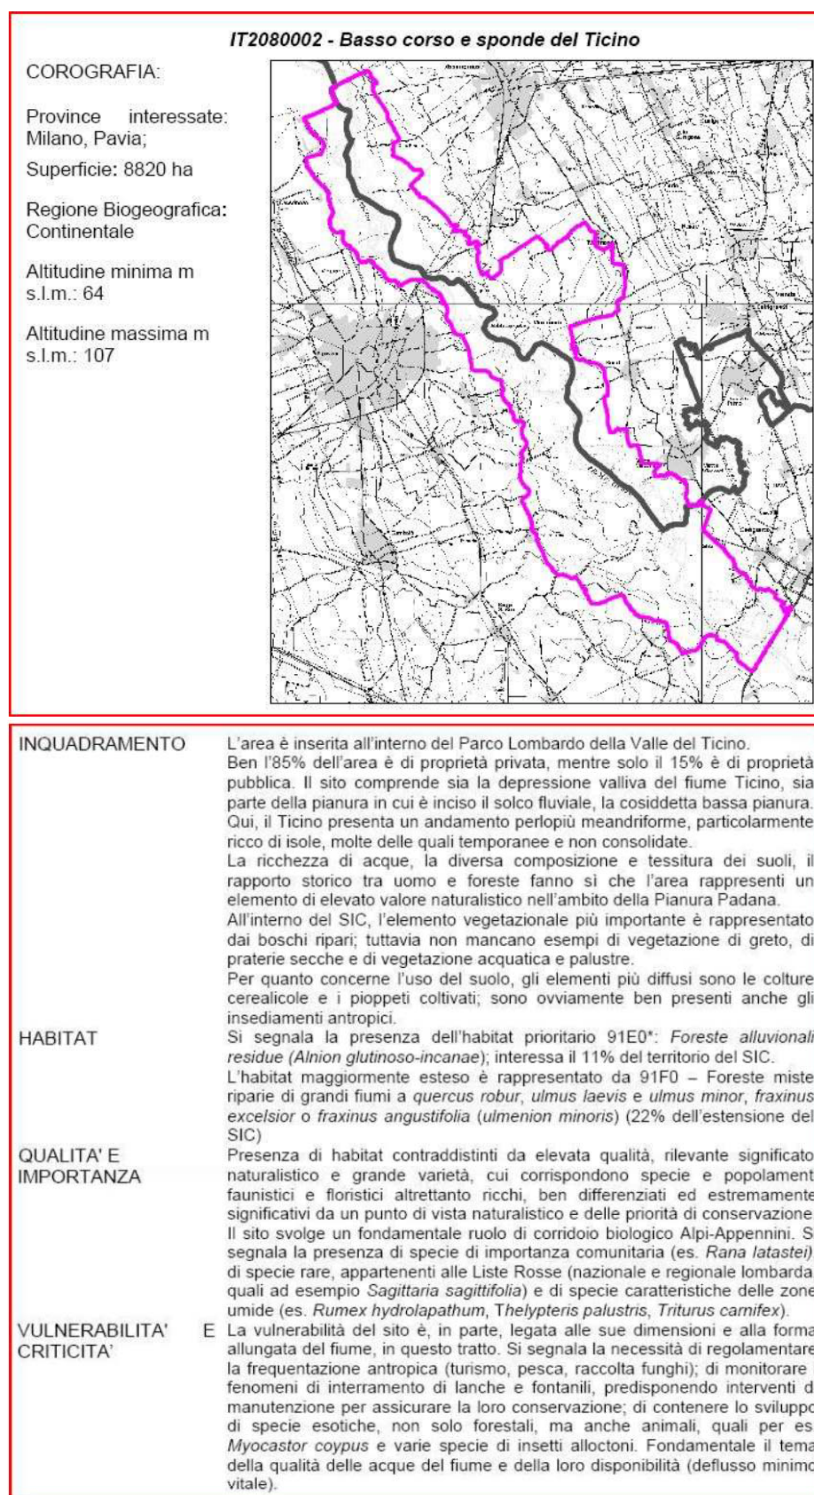 IT2080002 - Basso corso e sponde del Ticino
COROGRAFIA:
Province interessate:
Milano, Pavia;
Superficie: 8820 ha
Regione Biogeografica:
Continentale
Altitudine minima m
s.l.m.: 64
Altitudine massima m
s.l.m.: 107
INQUADRAMENTO
L'area è inserita all'interno del Parco Lombardo della Valle del Ticino.
Ben l'85% dell'area è di proprietà privata, mentre solo il 15% è di proprietà
pubblica. Il sito comprende sia la depressione valliva del fiume Ticino, sia
parte della pianura in cui è inciso il solco fluviale, la cosiddetta bassa pianura.
Qui, il Ticino presenta un andamento perlopiù meandriforme, particolarmente
ricco di isole, molte delle quali temporanee e non consolidate.
La ricchezza di acque, la diversa composizione e tessitura dei suoli, il
rapporto storico tra uomo e foreste fanno sì che l'area rappresenti un
elemento di elevato valore naturalistico nell'ambito della Pianura Padana.
All'interno del SIC, l'elemento vegetazionale più importante è rappresentato
dai boschi ripari; tuttavia non mancano esempi di vegetazione di greto, di
praterie secche e di vegetazione acquatica e palustre.
Per quanto concerne l'uso del suolo, gli elementi più diffusi sono le colture
cerealicole e i pioppeti coltivati; sono ovviamente ben presenti anche gli
insediamenti antropici.
HABITAT
Si segnala la presenza dell'habitat prioritario 91E0*: Foreste alluvionali
residue (Alnion glutinoso-incanae); interessa il 11% del territorio del SIC.
L'habitat maggiormente esteso è rappresentato da 91F0 – Foreste miste
riparie di grandi fiumi a quercus robur, ulmus laevis e ulmus minor, fraxinus
excelsior o fraxinus angustifolia (ulmenion minoris) (22% dell'estensione del
SIC)
QUALITA' E
IMPORTANZA
Presenza di habitat contraddistinti da elevata qualità, rilevante significato
naturalistico e grande varietà, cui corrispondono specie e popolament
faunistici e floristici altrettanto ricchi, ben differenziati ed estremamente
significativi da un punto di vista naturalistico e delle priorità di conservazione
Il sito svolge un fondamentale ruolo di corridoio biologico Alpi-Appennini. S
segnala la presenza di specie di importanza comunitaria (es. Rana latastei)
di specie rare, appartenenti alle Liste Rosse (nazionale e regionale lombarda
quali ad esempio Sagittaria sagittifolia) e di specie caratteristiche delle zone
umide (es. Rumex hydrolapathum, Thelypteris palustris, Triturus carnifex).
VULNERABILITA' E
CRITICITA'
La vulnerabilità del sito è, in parte, legata alle sue dimensioni e alla forma
allungata del fiume, in questo tratto. Si segnala la necessità di regolamentare
la frequentazione antropica (turismo, pesca, raccolta funghi); di monitorare
fenomeni di interramento di lanche e fontanili, predisponendo interventi d
manutenzione per assicurare la loro conservazione; di contenere lo sviluppo
di specie esotiche, non solo forestali, ma anche animali, quali per es
Myocastor coypus e varie specie di insetti alloctoni. Fondamentale il tema
della qualità delle acque del fiume e della loro disponibilità (deflusso minimo
vitale).